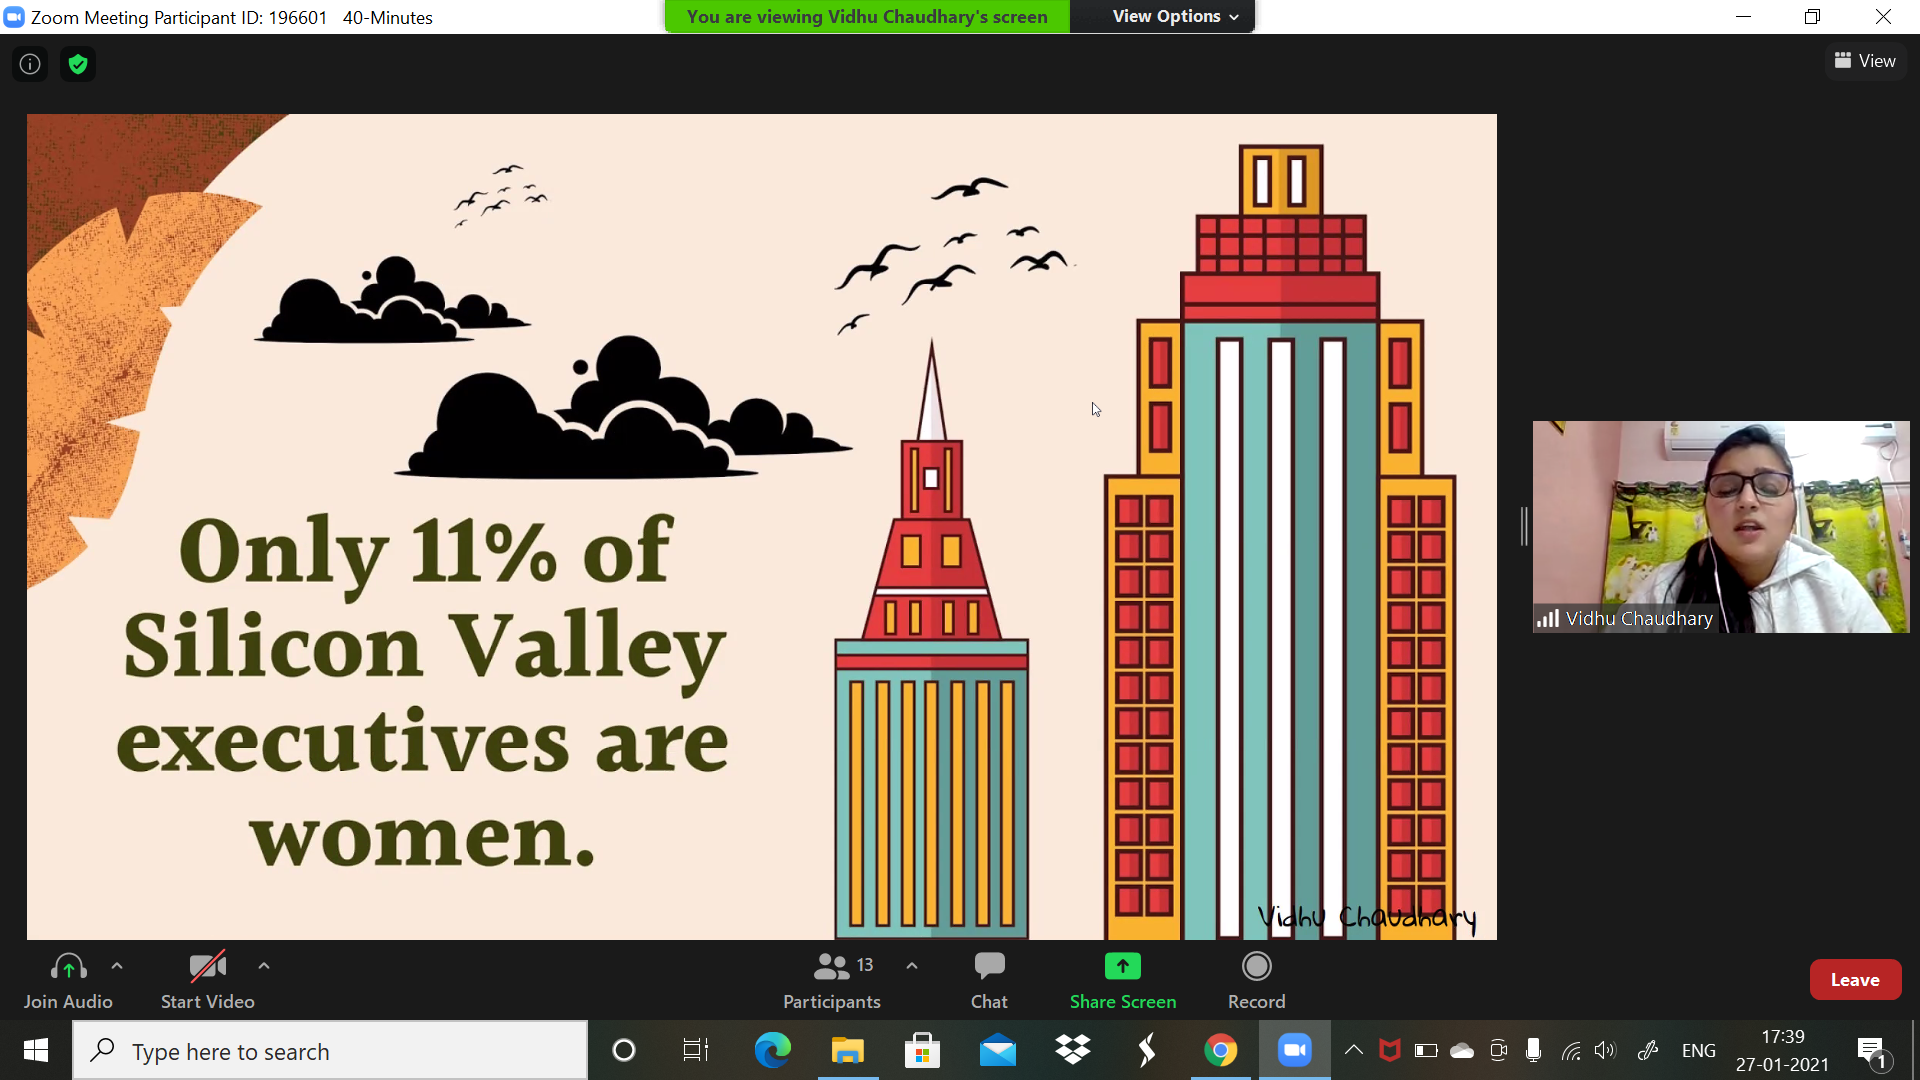 Zoom Meeting Participant ID: 196601 40-Minutes
You are viewing Vidhu Chaudhary's screen
View Options
View
Only 11% of
Silicon Valley
executives are
women.
Vidhu Chaudhary
Vidhu Chaudhary
Join Audio
Start Video
13
Participants
Chat
Share Screen
Record
Leave
Type here to search
ENG
17:39
27-01-2021
1